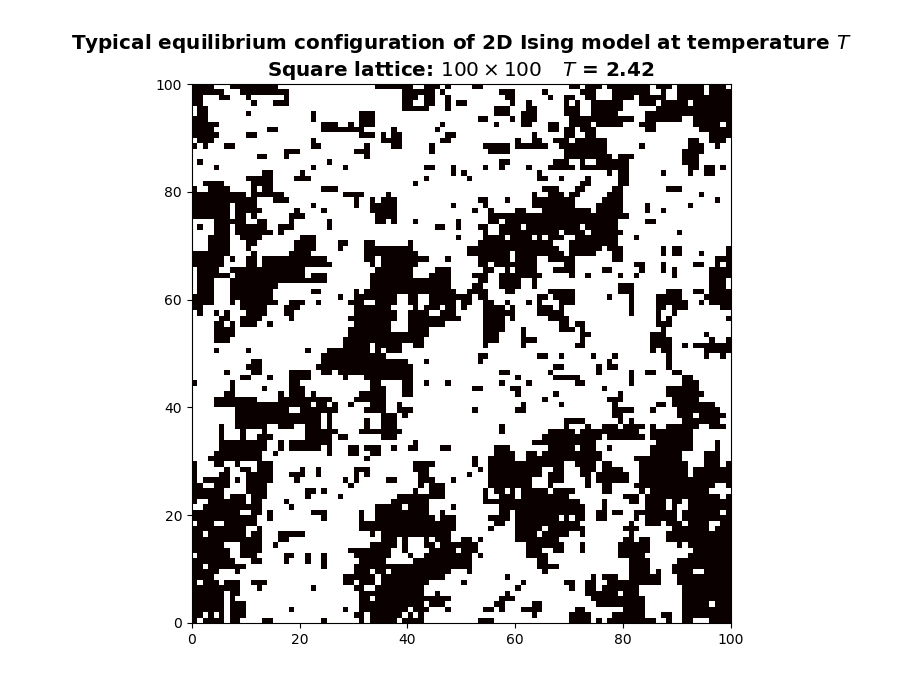 Typical equilibrium configuration of 2D Ising model at temperature T
Square lattice: 100 × 100 T = 2.42
100
80
60
40
20
0
0 20 40 60 80 100